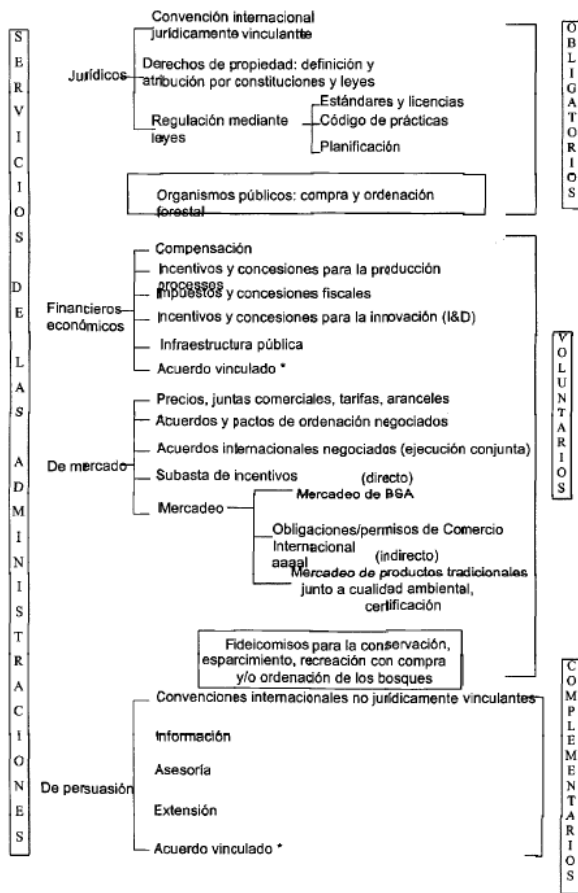 SERVICIOS DE LAS ADMINISTRACIONES
Jurídicos
Convención internacional
jurídicamente vinculantte
Derechos de propiedad: definición y
atribución por constituciones y leyes
Regulación mediante
leyes
Estándares y licencias
Código de prácticas
Planificación
Organismos públicos: compra y ordenación
forestal
OBLIGATORIOS
Financieros
económicos
Compensación
Incentivos y concesiones para la producción
processes
Impuestos y concesiones fiscales
Incentivos y concesiones para la innovación (I&D)
Infraestructura pública
Acuerdo vinculado *
De mercado
Precios, juntas comerciales, tarifas, aranceles
Acuerdos y pactos de ordenación negociados
Acuerdos internacionales negociados (ejecución conjunta)
Subasta de incentivos
(directo)
Mercadeo
Mercadeo de BSA
Obligaciones/permisos de Comercio
Internacional
aaaal
(indirecto)
Mercadeo de productos tradicionales
junto a cualidad ambiental,
certificación
Fideicomisos para la conservación,
esparcimiento, recreación con compra
y/o ordenación de los bosques
VOLUNTARIOS
De persuasión
Convenciones internacionales no jurídicamente vinculantes
Información
Asesoría
Extensión
Acuerdo vinculado *
COMPLEMENTARIOS